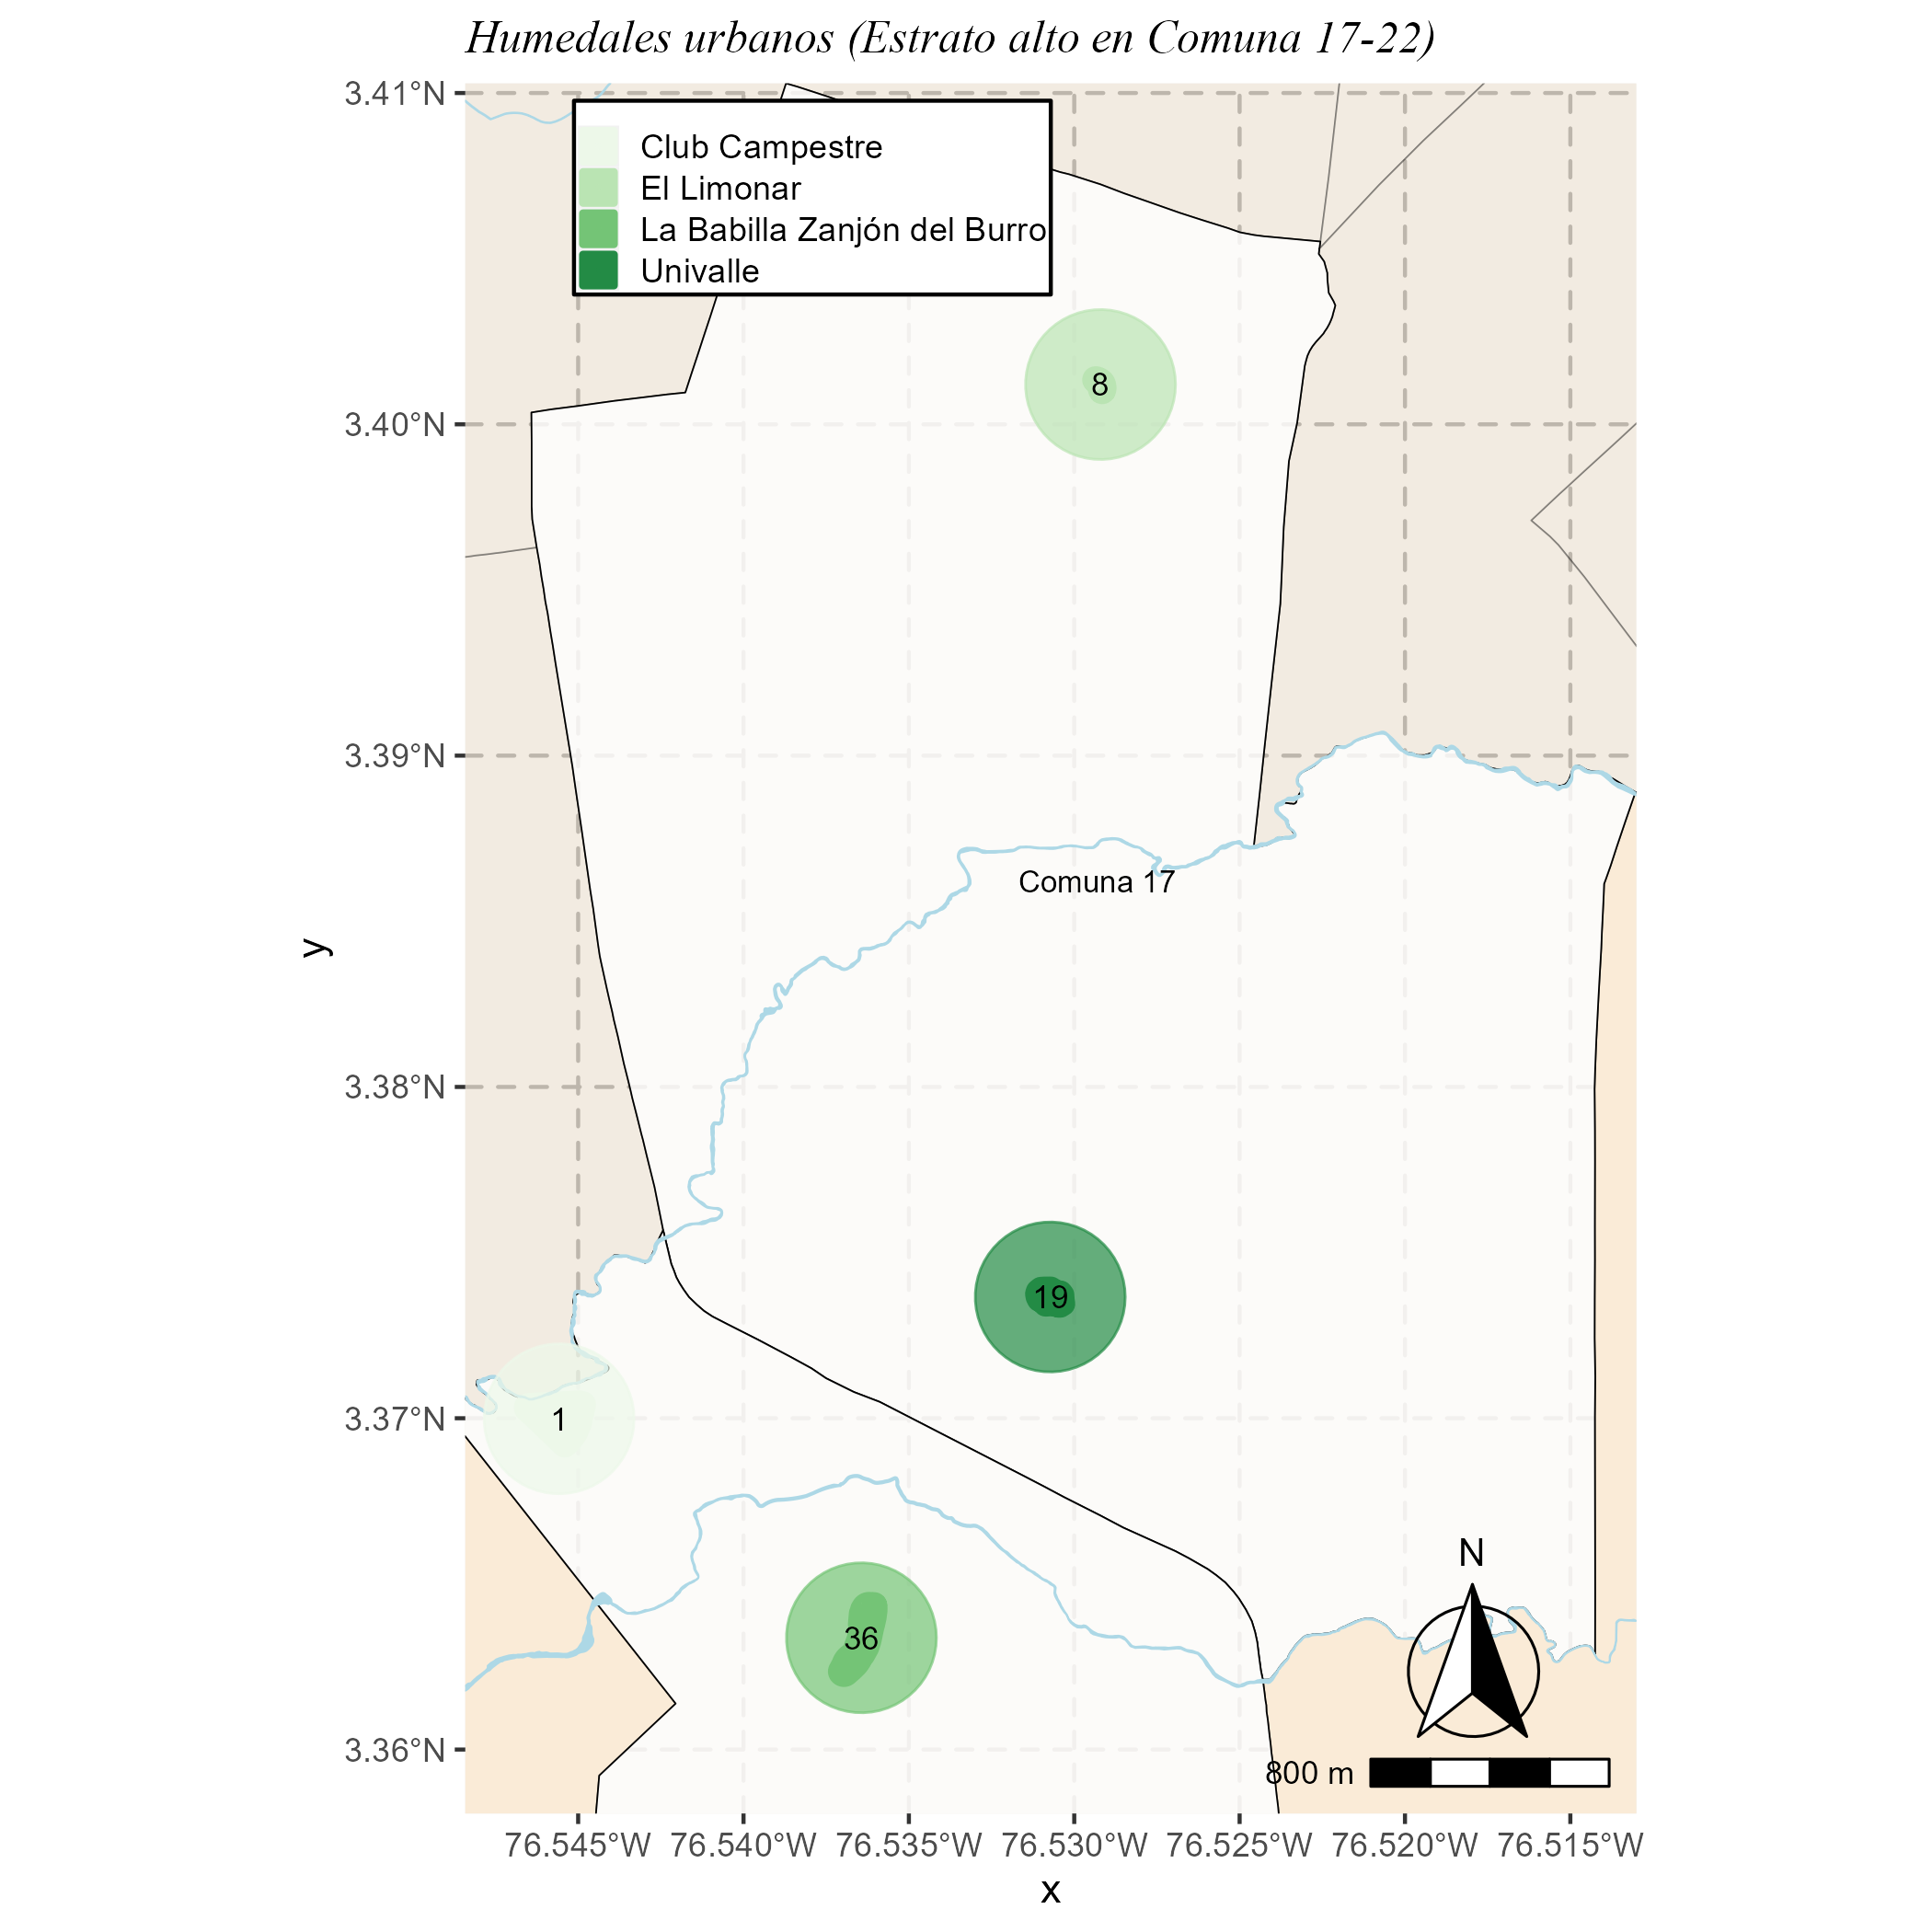 Humedales urbanos (Estrato alto en Comuna 17-22)
3.41°N
Club Campestre
El Limonar
La Babilla Zanjón del Burro
Univalle
8
3.40°N
3.39°N
Comuna 17
y
3.38°N
19
3.37°N
1
N
36
3.36°N
800 m
76.545°W 76.540°W 76.535°W 76.530°W 76.525°W 76.520°W 76.515°W
x